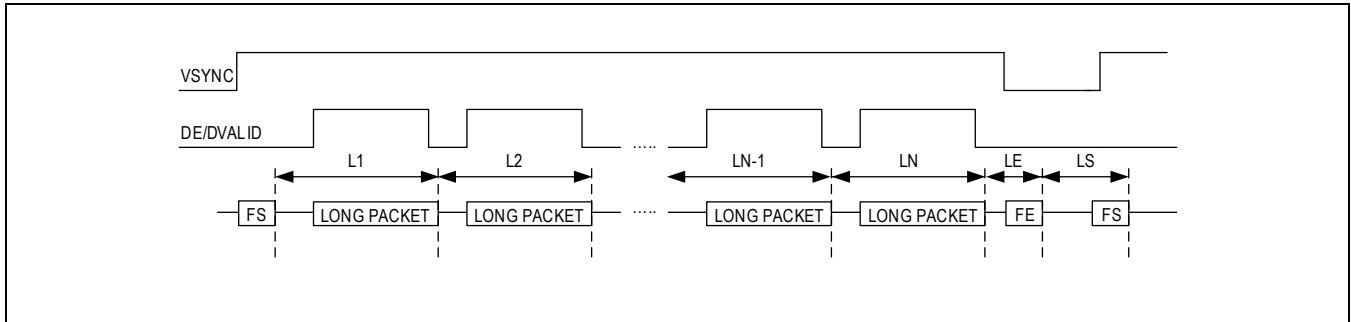 VSYNC
DE/DVALID
.....
L1 L2 LN-1 LN LE LS
FS LONG PACKET LONG PACKET ..... LONG PACKET LONG PACKET FE FS